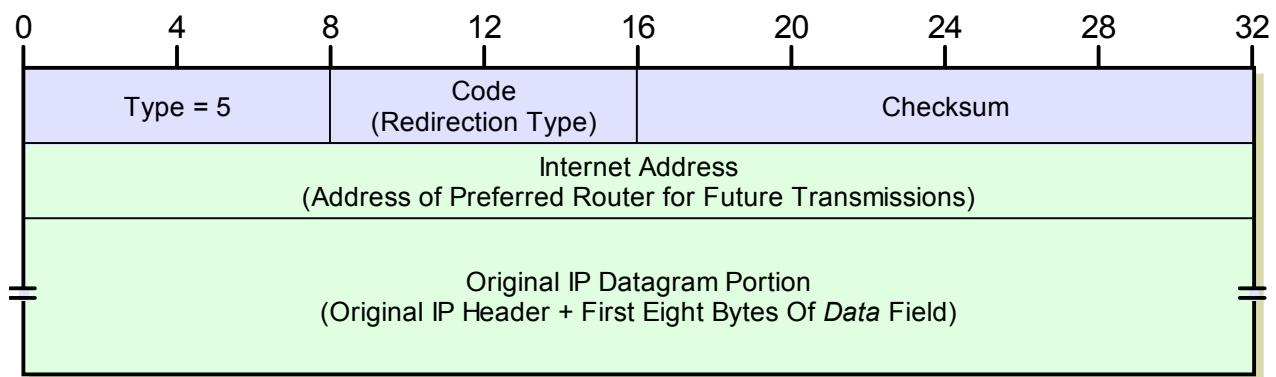 0 4 8 12 16 20 24 28 32
Type = 5
Code
(Redirection Type)
Checksum
Internet Address
(Address of Preferred Router for Future Transmissions)
Original IP Datagram Portion
(Original IP Header + First Eight Bytes Of Data Field)